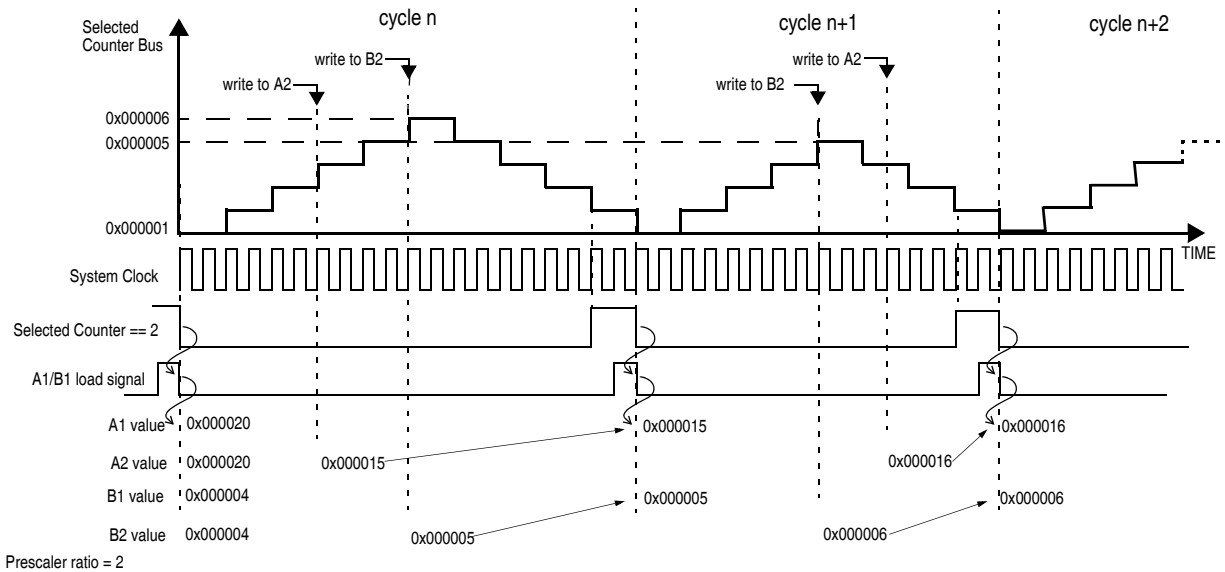 cycle n
cycle n+1
cycle n+2
Selected
Counter Bus
write to B2
write to A2
write to A2
write to B2
0x000006
0x000005
0x000001
TIME
System Clock
Selected Counter == 2
A1/B1 load signal
A1 value 0x000020 0x000015 0x000016
A2 value 0x000020 0x000015 0x000016
B1 value 0x000004 0x000005 0x000006
B2 value 0x000004 0x000005 0x000006
Prescaler ratio = 2